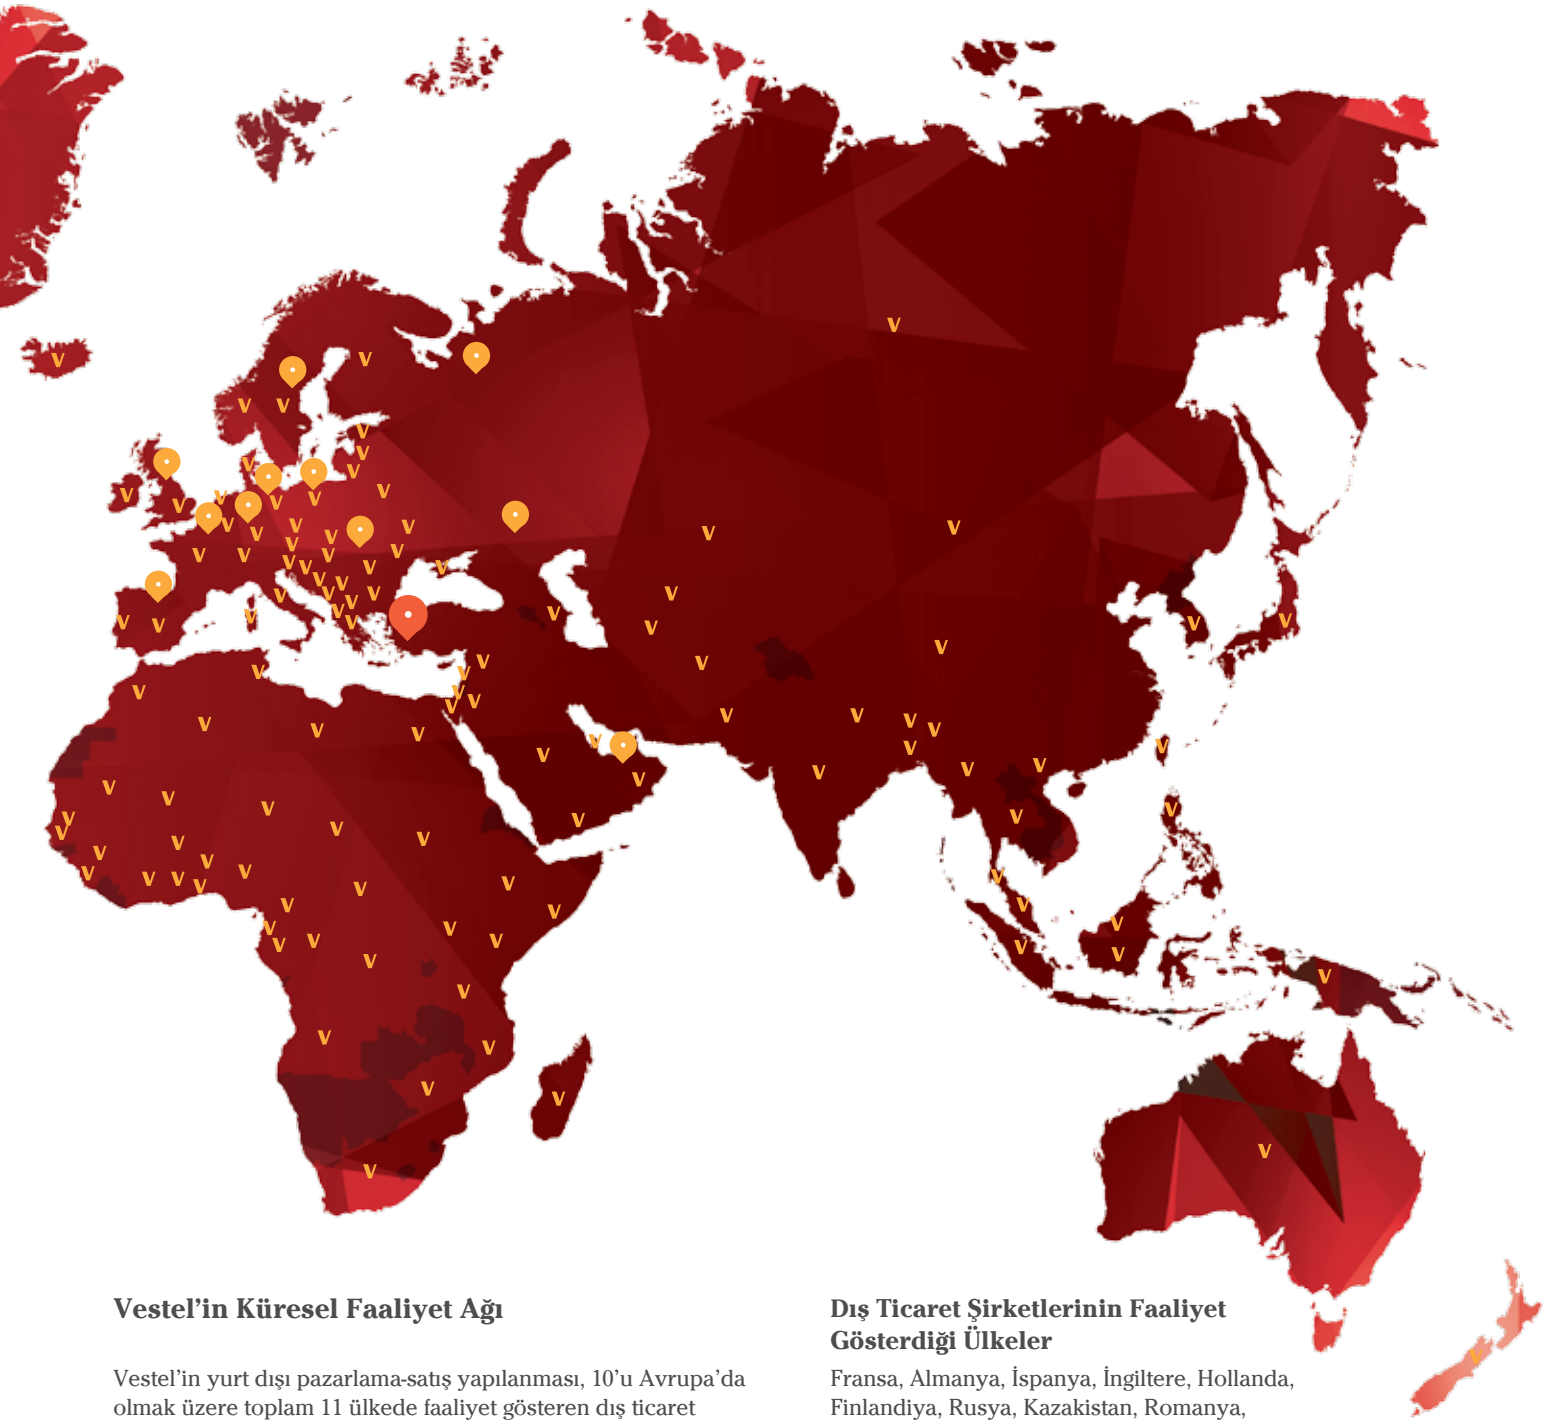 Vestel’in Küresel Faaliyet Ağı
Vestel’in yurt dışı pazarlama-satış yapılanması, 10’u Avrupa’da
olmak üzere toplam 11 ülkede faaliyet gösteren dış ticaret
Dış Ticaret Şirketlerinin Faaliyet
Gösterdiği Ülkeler
Fransa, Almanya, İspanya, İngiltere, Hollanda,
Finlandiya, Rusya, Kazakistan, Romanya,